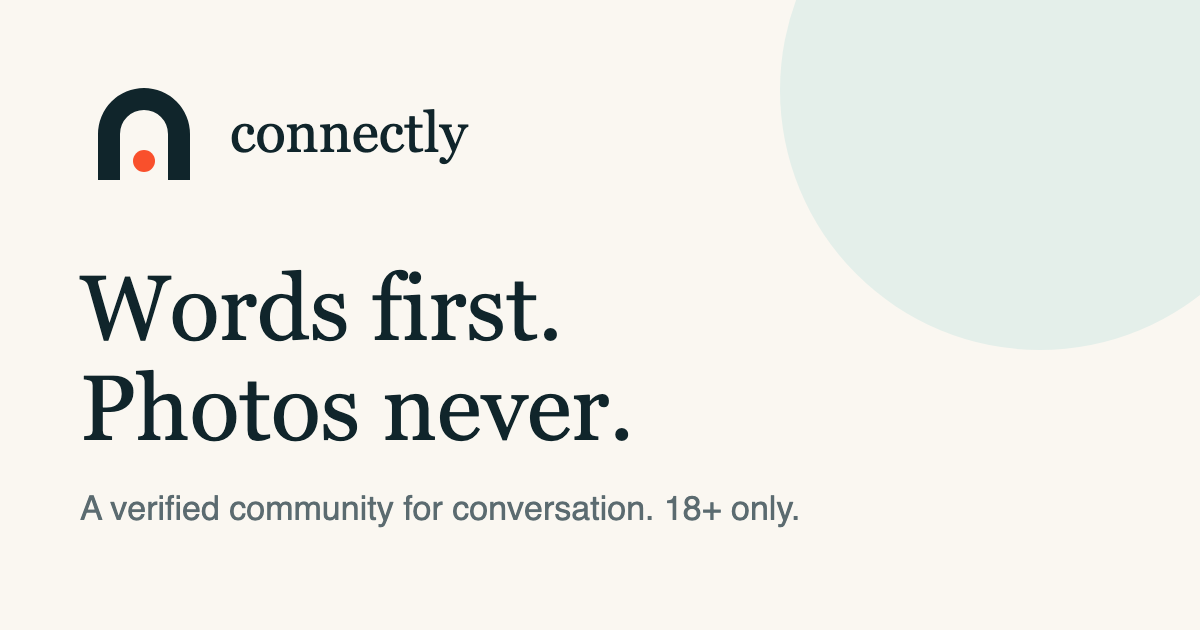 connectly
Words first.
Photos never.
A verified community for conversation. 18+ only.